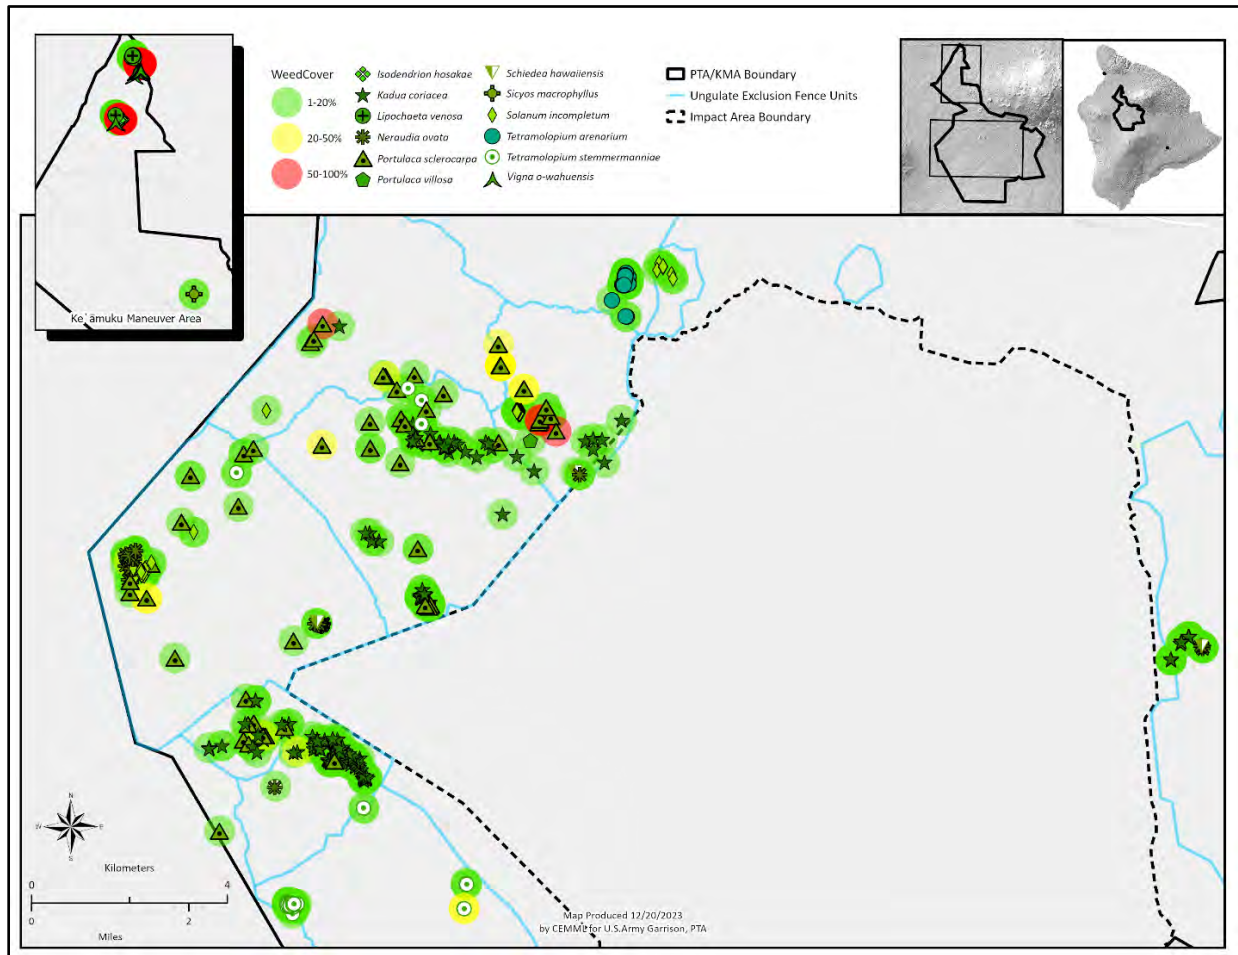 WeedCover
1-20%
20-50%
50-100%
Isodendrion hosakae
Kadua coriacea
Lipochaeta venosa
Neraudia ovata
Portulaca sclerocarpa
Portulaca villosa
Schiedea hawaiiensis
Sicyos macrophyllus
Solanum incompletum
Tetramolopium arenarium
Tetramolopium stemmermanniae
Vigna o-wahuensis
PTA/KMA Boundary
Ungulate Exclusion Fence Units
Impact Area Boundary
Ke`āmuku Maneuver Area
N
W
E
S
Kilometers
0
4
0
2
Miles
Map Produced 12/20/2023
by CEMML for U.S.Army Garrison, PTA